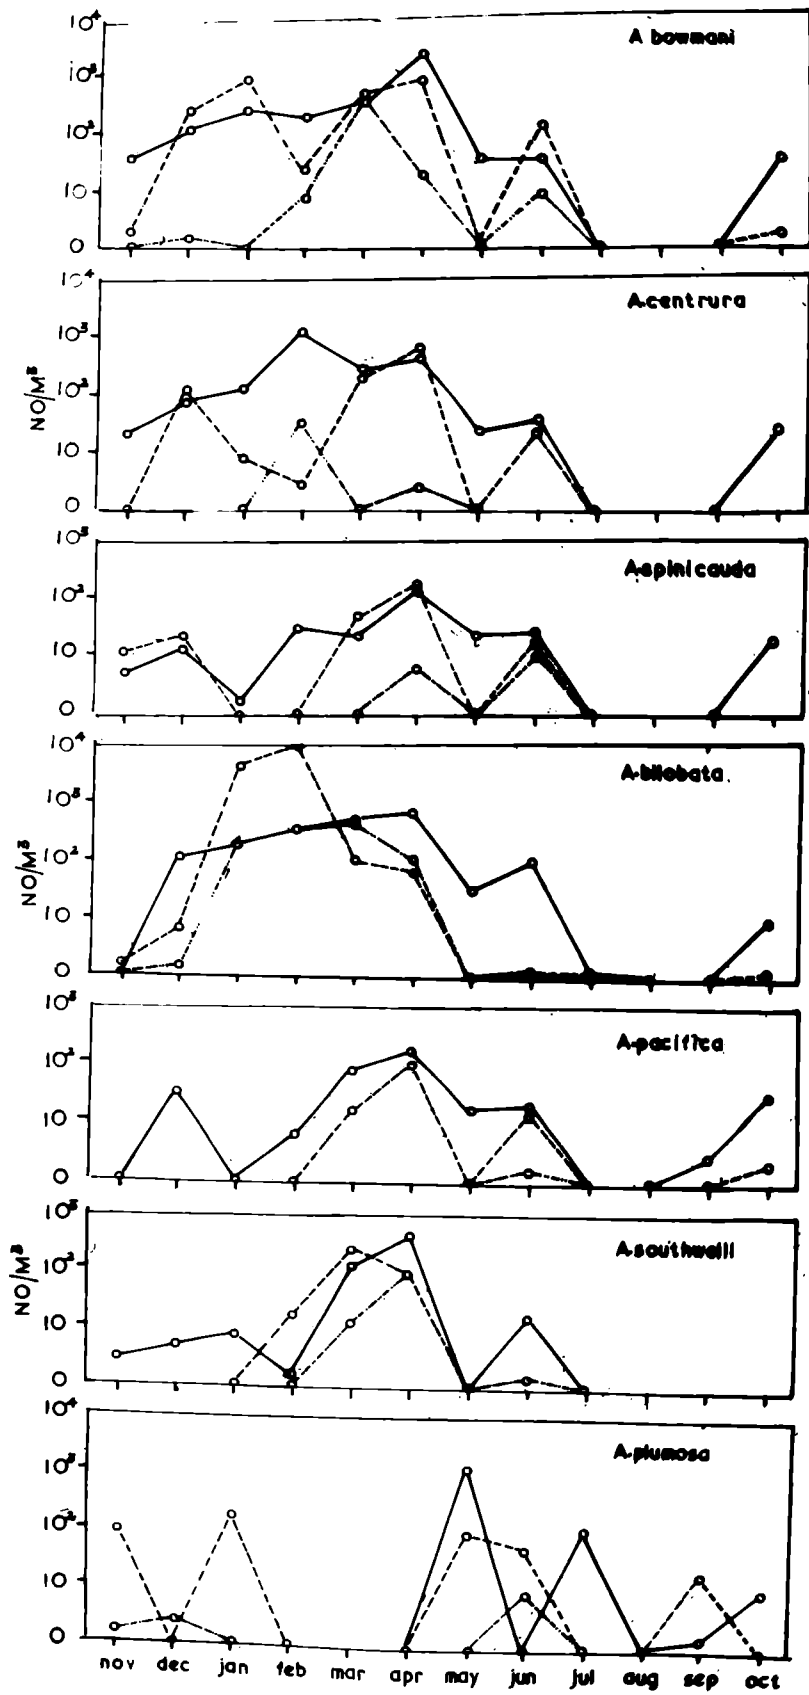 10⁴
A bowmani
10³
10²
10
0
10⁴
A.centrura
10³
NO/M³
10²
10
0
10³
A.spinicauda
10²
10
0
10⁴
A.bilobata
10³
NO/M³
10²
10
0
10³
A.pacifica
10²
10
0
10³
A.southwelli
NO/M³
10²
10
0
10⁴
A.plumosa
10³
10²
10
0
nov dec jan feb mar apr may jun jul aug sep oct